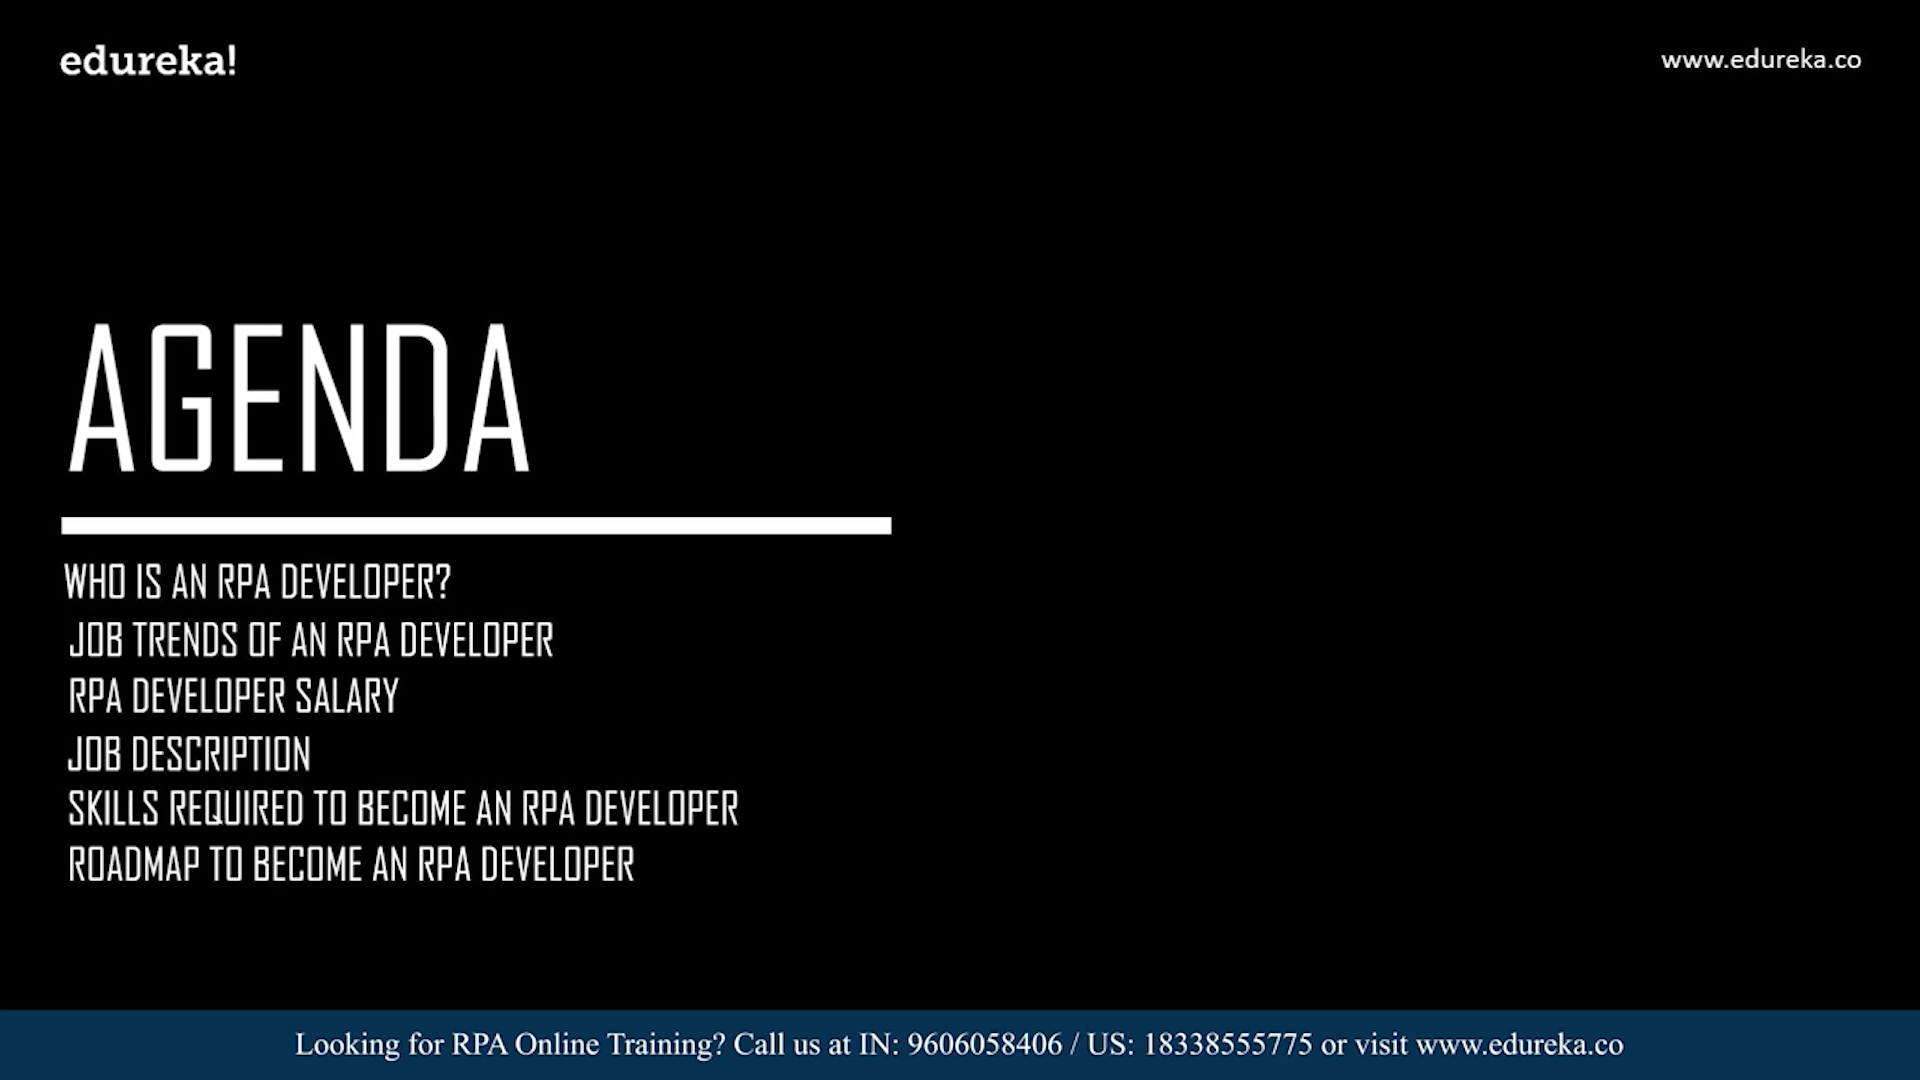 edureka!
www.edureka.co
AGENDA
WHO IS AN RPA DEVELOPER?
JOB TRENDS OF AN RPA DEVELOPER
RPA DEVELOPER SALARY
JOB DESCRIPTION
SKILLS REQUIRED TO BECOME AN RPA DEVELOPER
ROADMAP TO BECOME AN RPA DEVELOPER
Looking for RPA Online Training? Call us at IN: 9606058406 / US: 18338555775 or visit www.edureka.co